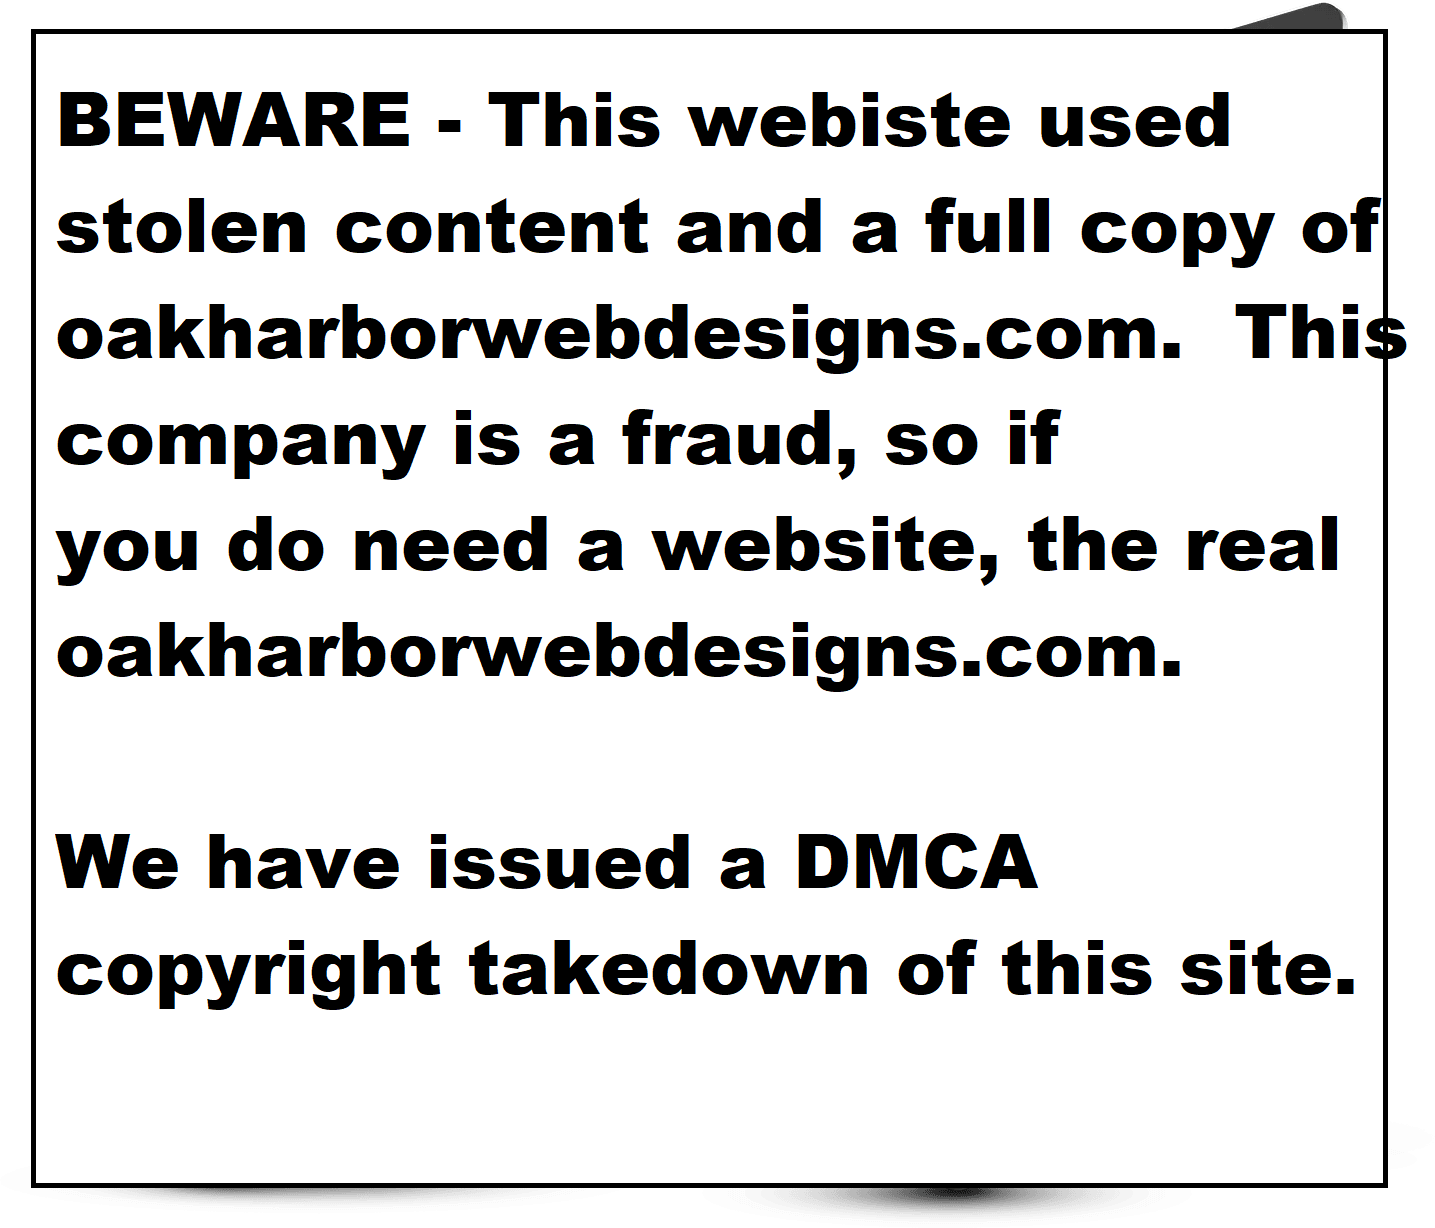 BEWARE - This webiste used
stolen content and a full copy of
oakharborwebdesigns.com.  This
company is a fraud, so if
you do need a website, the real
oakharborwebdesigns.com.
We have issued a DMCA
copyright takedown of this site.